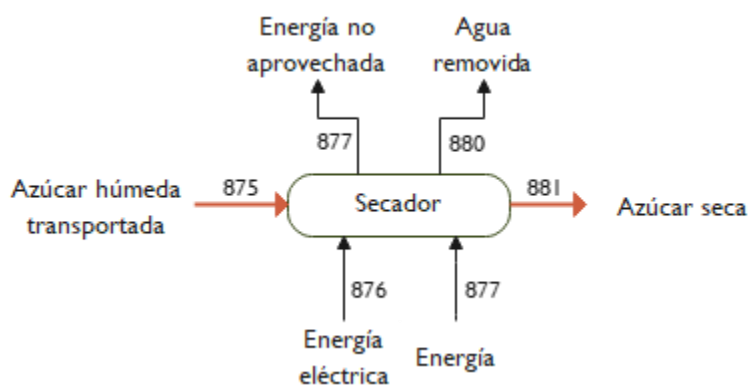 Energía no
aprovechada
Agua
removida
877
880
Azúcar húmeda
transportada
875
Secador
881
Azúcar seca
876
877
Energía
eléctrica
Energía